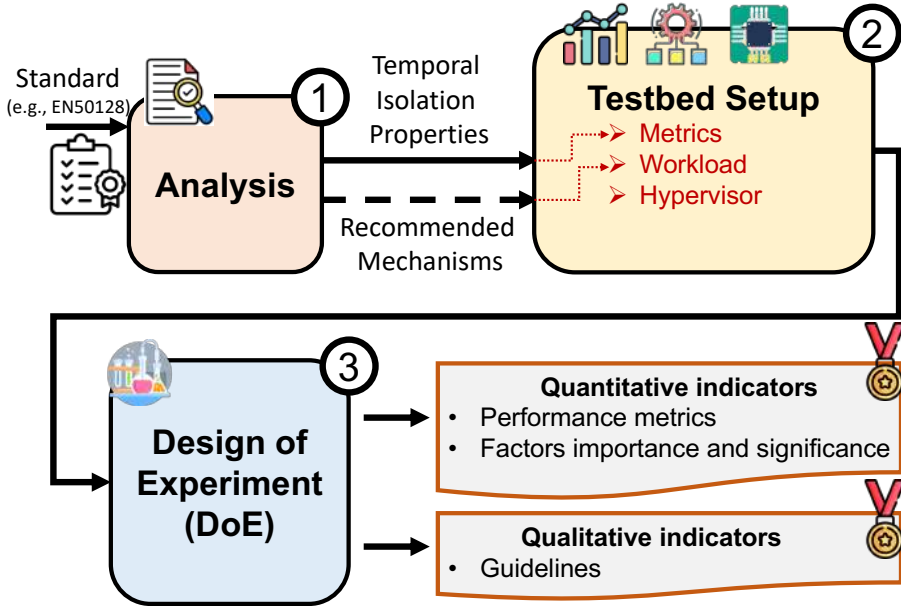 Standard
(e.g., EN50128)
1
Analysis
Temporal
Isolation
Properties
Recommended
Mechanisms
2
Testbed Setup
➢ Metrics
➢ Workload
➢ Hypervisor
3
Design of
Experiment
(DoE)
Quantitative indicators
• Performance metrics
• Factors importance and significance
Qualitative indicators
• Guidelines